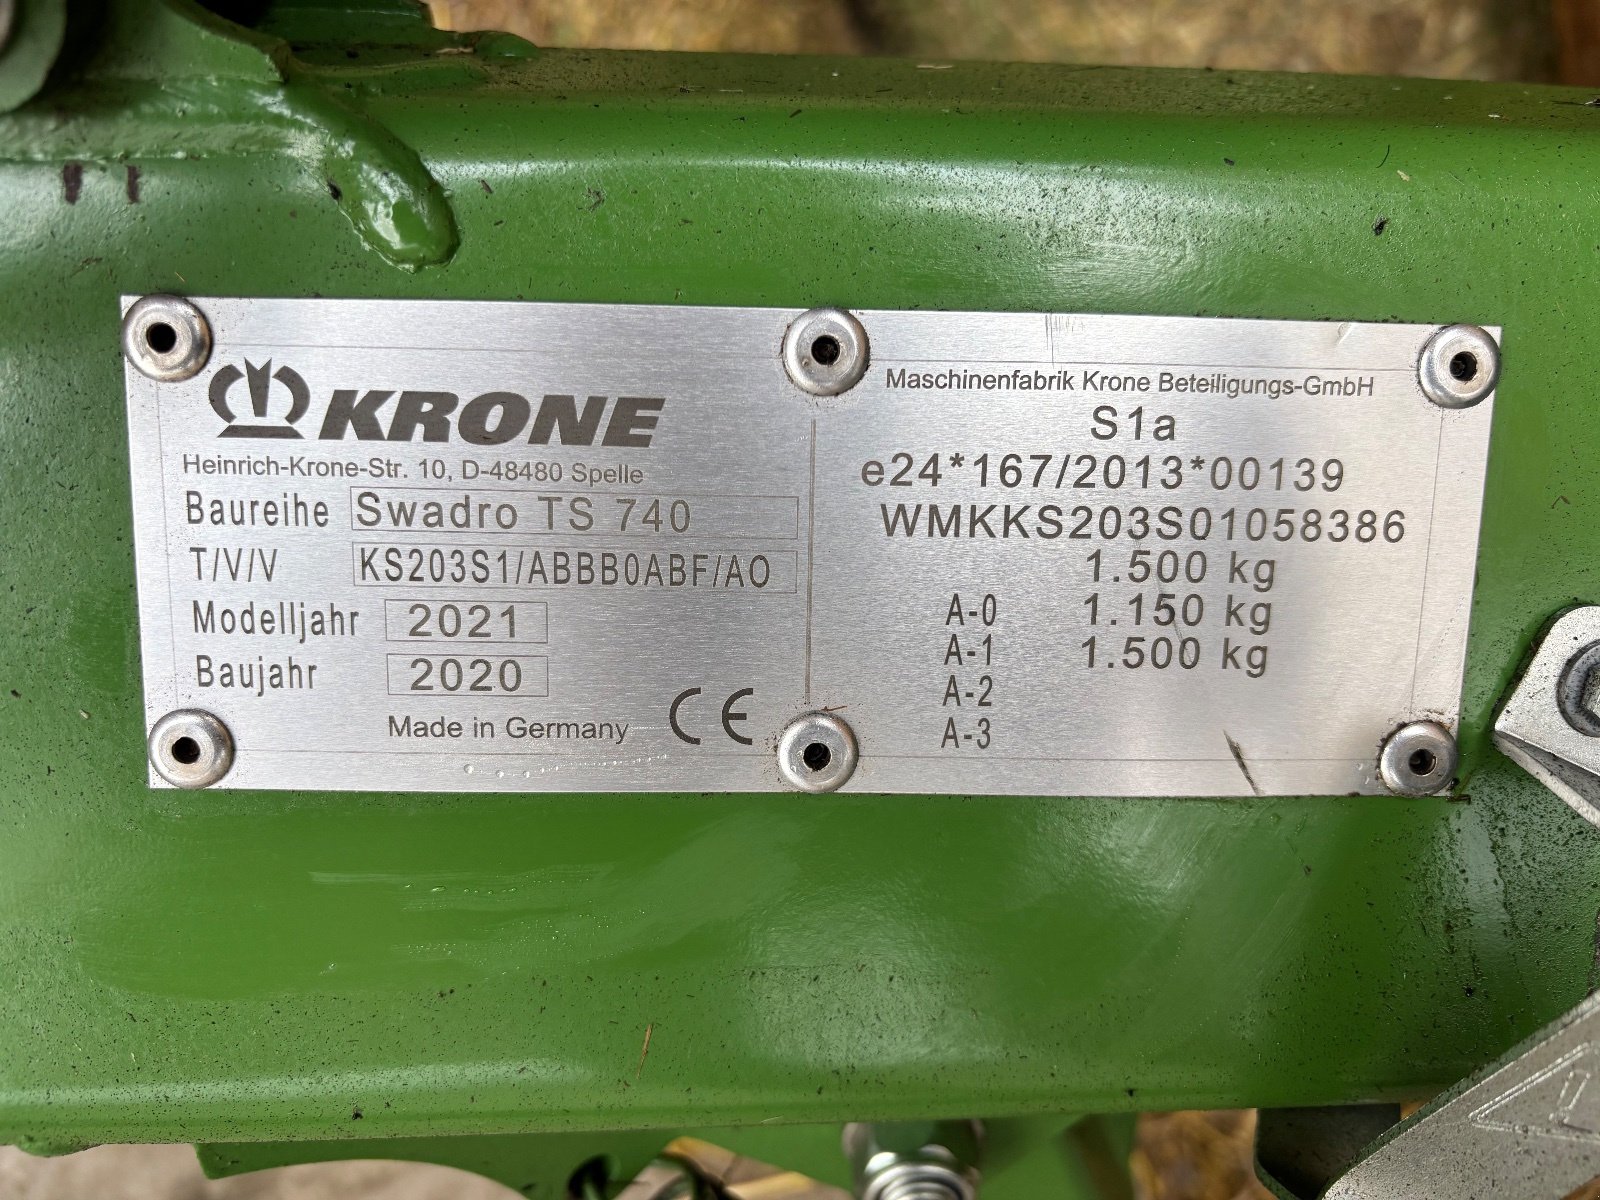 KRONE
Heinrich-Krone-Str. 10, D-48480 Spelle
Baureihe Swadro TS 740
T/V/V KS203S1/ABBB0ABF/AO
Modelljahr 2021
Baujahr 2020
Made in Germany CE
Maschinenfabrik Krone Beteiligungs-GmbH
S1a
e24*167/2013*00139
WMKKS203S01058386
1.500 kg
A-0 1.150 kg
A-1 1.500 kg
A-2
A-3